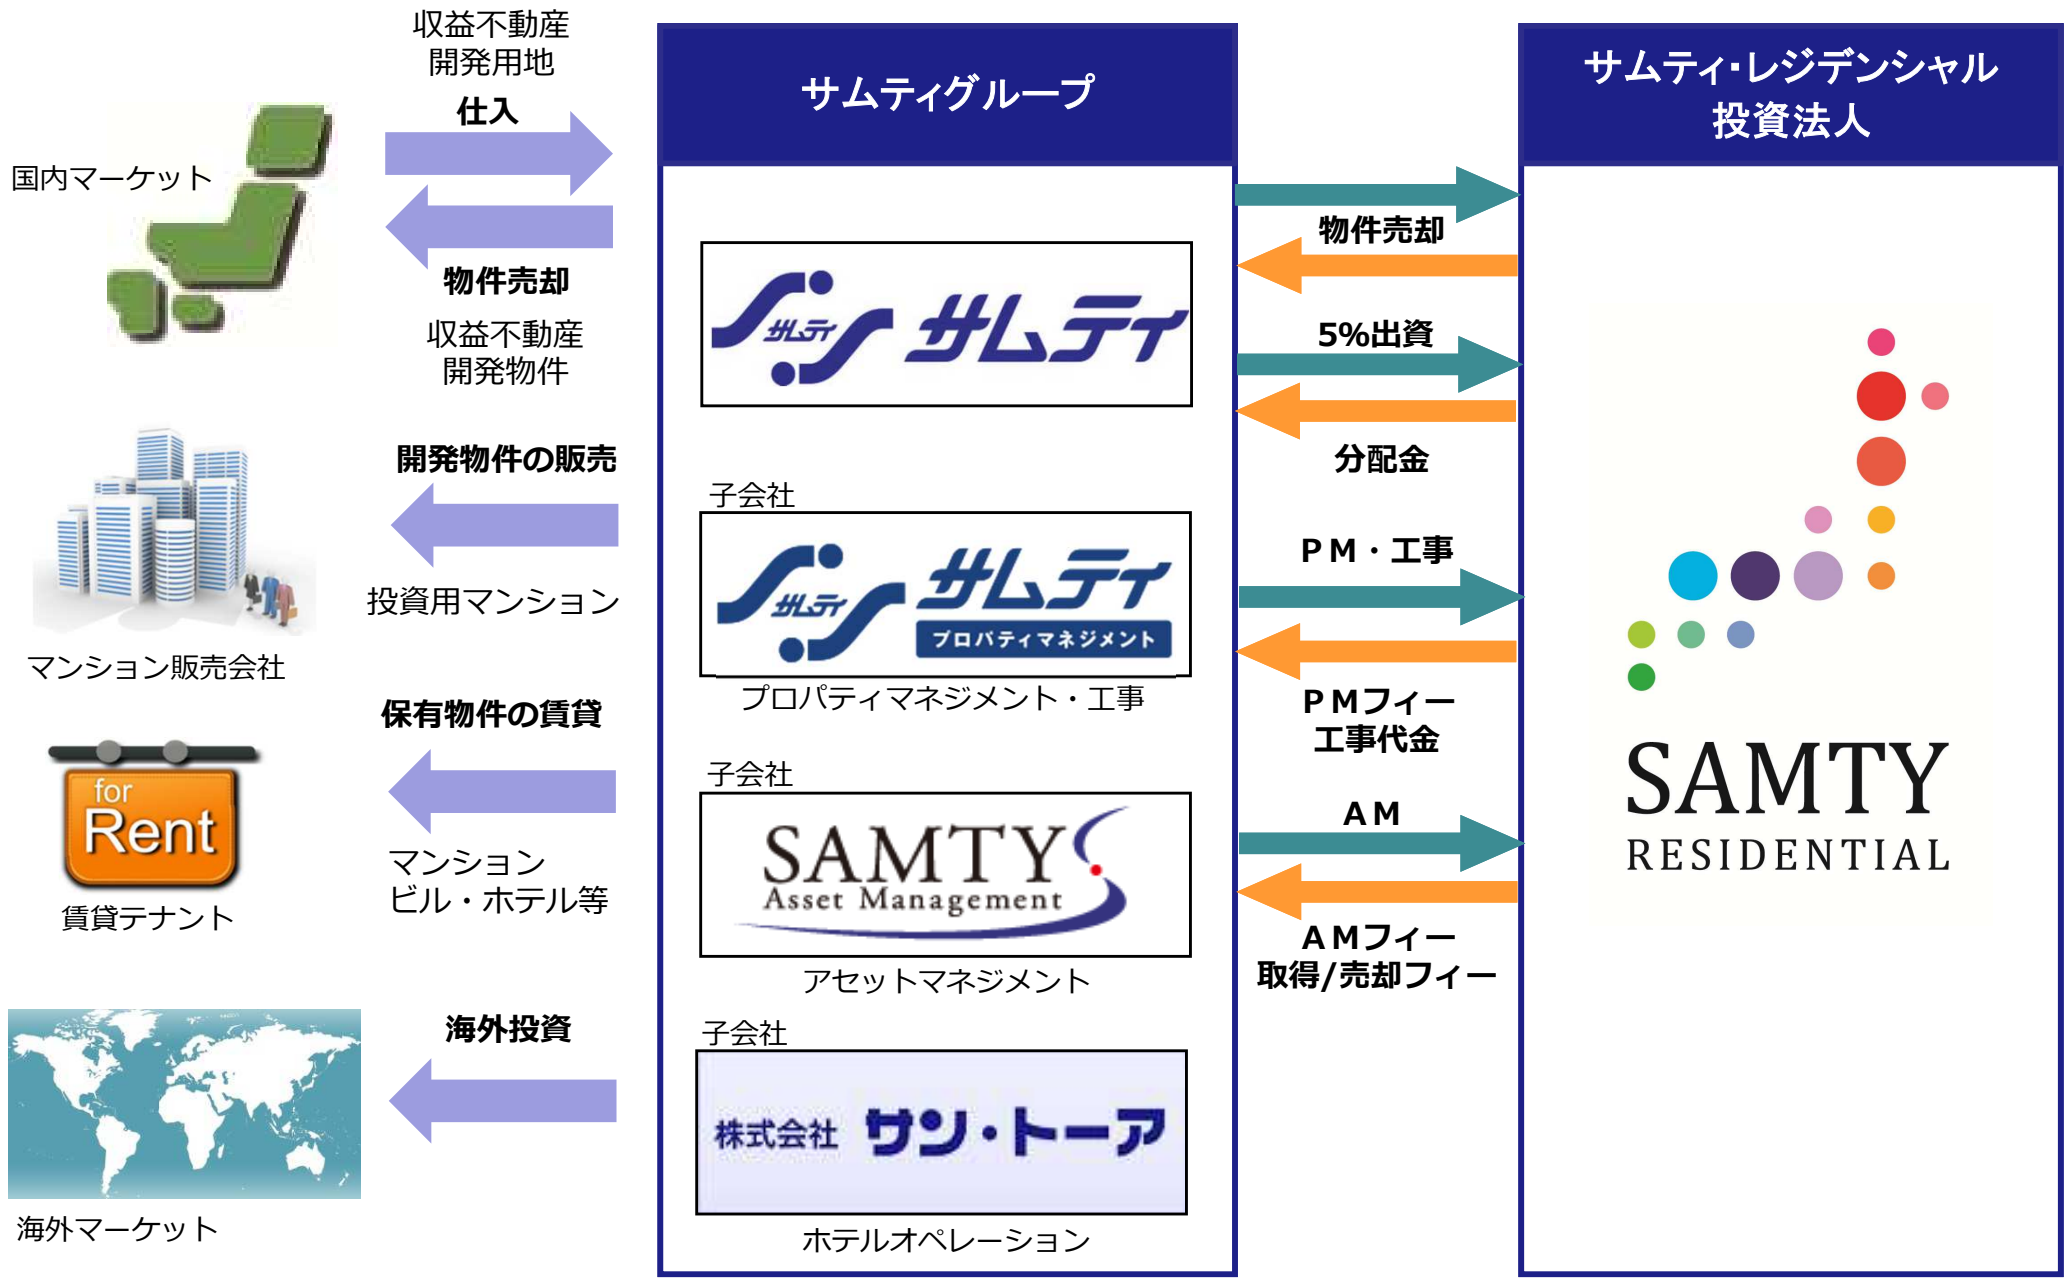 収益不動産
開発用地
仕入
国内マーケット
物件売却
収益不動産
開発物件
開発物件の販売
投資用マンション
マンション販売会社
保有物件の賃貸
for
Rent
マンション
ビル・ホテル等
賃貸テナント
海外投資
海外マーケット
サムティグループ
サムティ
サムティ
子会社
サムティ
サムティ
プロパティマネジメント
プロパティマネジメント・工事
子会社
SAMTY
Asset Management
アセットマネジメント
子会社
株式会社 サン・トーア
ホテルオペレーション
物件売却
5%出資
分配金
ＰＭ・工事
ＰＭフィー
工事代金
ＡＭ
ＡＭフィー
取得/売却フィー
サムティ・レジデンシャル
投資法人
SAMTY
RESIDENTIAL